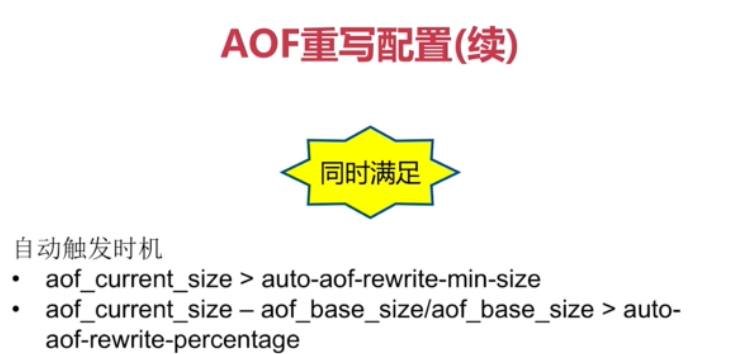 AOF重写配置(续)
同时满足
自动触发时机
• aof_current_size > auto-aof-rewrite-min-size
• aof_current_size – aof_base_size/aof_base_size > auto-
aof-rewrite-percentage